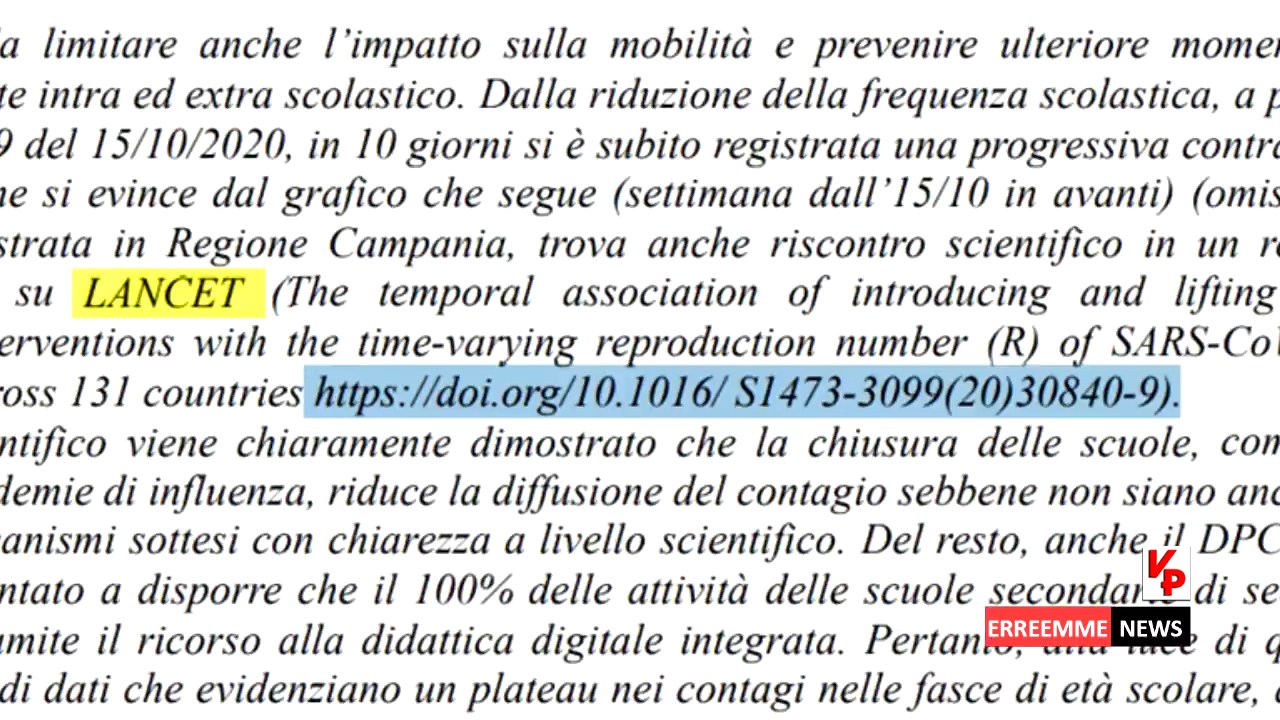 la limitare anche l'impatto sulla mobilità e prevenire ulteriore momen
te intra ed extra scolastico. Dalla riduzione della frequenza scolastica, a p
9 del 15/10/2020, in 10 giorni si è subito registrata una progressiva contra
ne si evince dal grafico che segue (settimana dall'15/10 in avanti) (omis
strata in Regione Campania, trova anche riscontro scientifico in un re
su LANCET (The temporal association of introducing and lifting
erventions with the time-varying reproduction number (R) of SARS-CoV
ross 131 countries https://doi.org/10.1016/ S1473-3099(20)30840-9).
ntifico viene chiaramente dimostrato che la chiusura delle scuole, com
demie di influenza, riduce la diffusione del contagio sebbene non siano anc
anismi sottesi con chiarezza a livello scientifico. Del resto, anche il DPC
ntato a disporre che il 100% delle attività delle scuole secondarie di se
amite il ricorso alla didattica digitale integrata. Pertanto, alla luce di q
di dati che evidenziano un plateau nei contagi nelle fasce di età scolare,
VP
ERREEMME NEWS